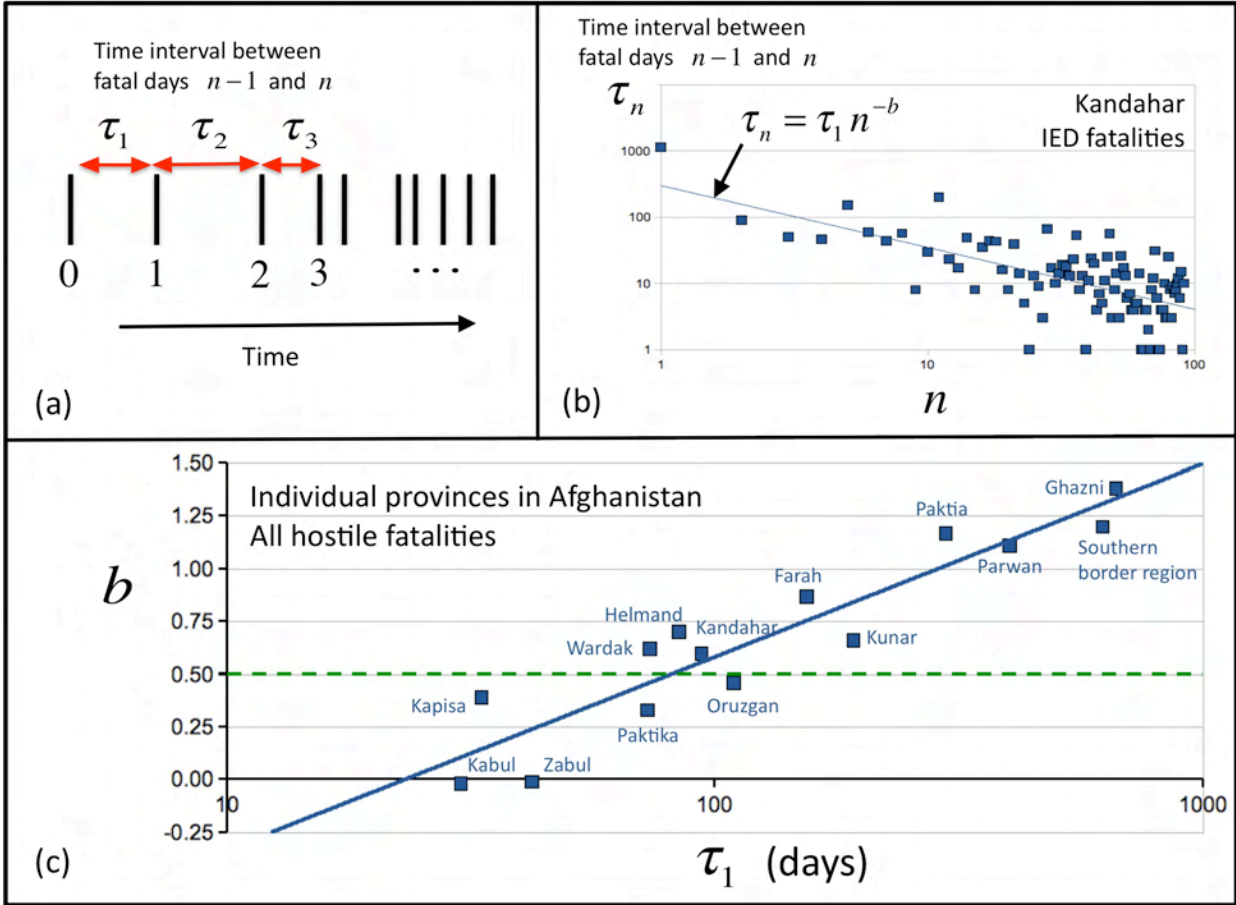 Time interval between
fatal days n − 1 and n
τ₁ τ₂ τ₃
0 1 2 3 ...
Time
(a)
Time interval between
fatal days n − 1 and n
τₙ
τₙ = τ₁ n⁻ᵇ
Kandahar
IED fatalities
1000
100
10
1
1 10 100
n
(b)
Individual provinces in Afghanistan
All hostile fatalities
b
1.50
1.25
1.00
0.75
0.50
0.25
0.00
-0.25
Ghazni
Paktia
Parwan
Southern
border region
Farah
Helmand
Kandahar
Wardak
Kunar
Kapisa
Oruzgan
Paktika
Kabul Zabul
10 100 1000
τ₁ (days)
(c)